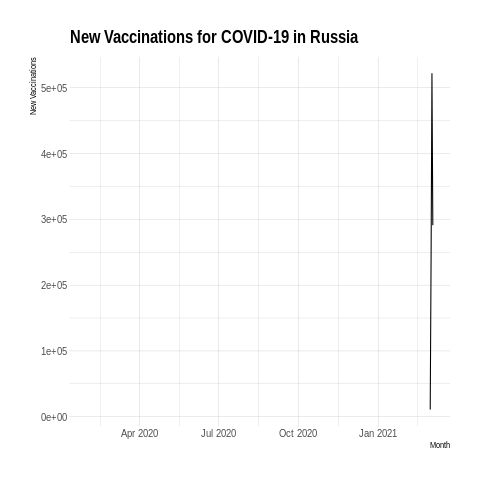 New Vaccinations for COVID-19 in Russia
New Vaccinations
5e+05
4e+05
3e+05
2e+05
1e+05
0e+00
Apr 2020
Jul 2020
Oct 2020
Jan 2021
Month